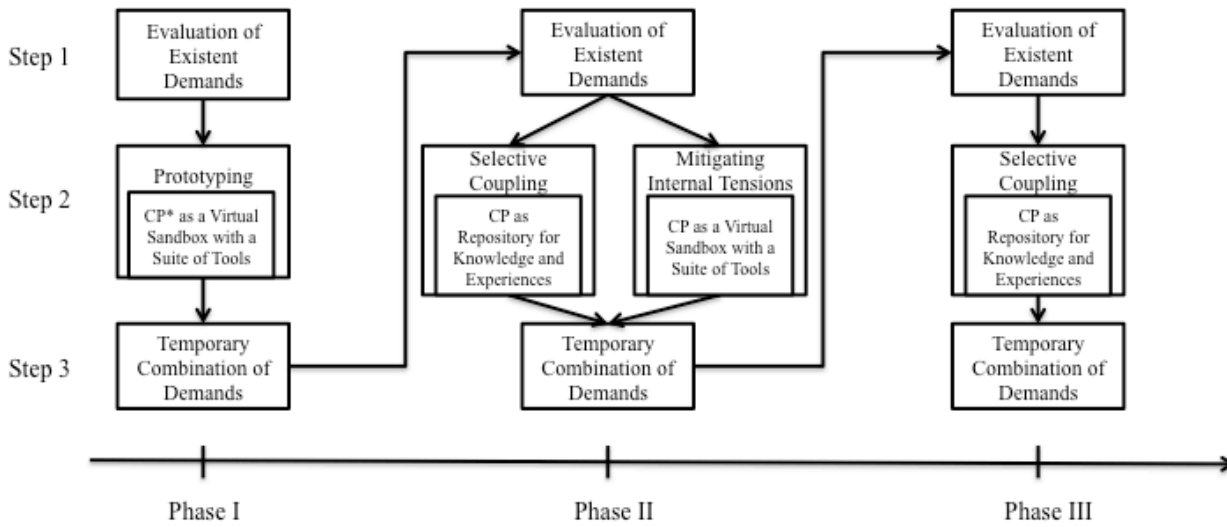 Step 1
Evaluation of
Existent
Demands
Evaluation of
Existent
Demands
Evaluation of
Existent
Demands
Step 2
Prototyping
CP* as a Virtual
Sandbox with a
Suite of Tools
Selective
Coupling
CP as
Repository for
Knowledge and
Experiences
Mitigating
Internal Tensions
CP as a Virtual
Sandbox with a
Suite of Tools
Selective
Coupling
CP as
Repository for
Knowledge and
Experiences
Step 3
Temporary
Combination of
Demands
Temporary
Combination of
Demands
Temporary
Combination of
Demands
Phase I
Phase II
Phase III